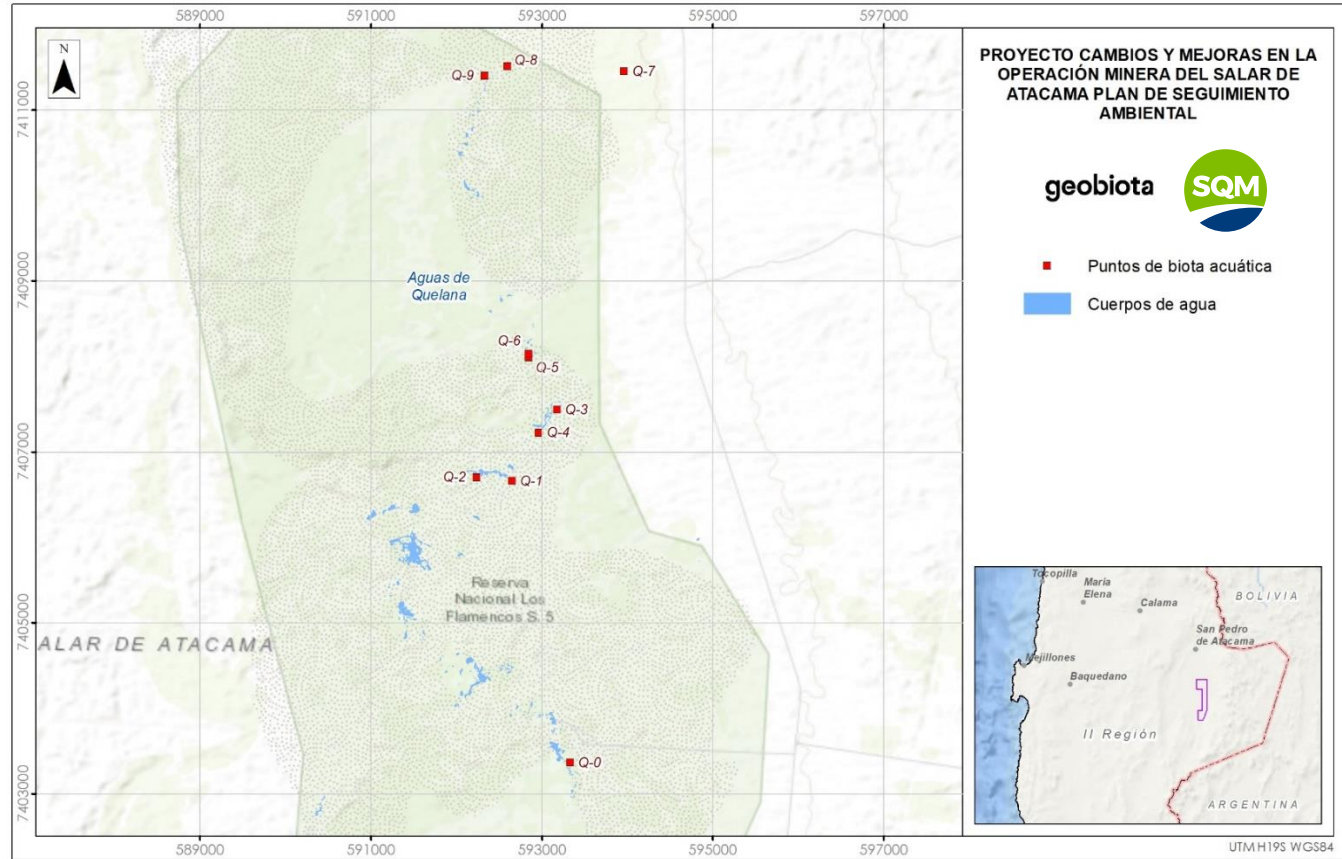 589000
591000
593000
595000
597000
N
Q-9
Q-8
Q-7
7411000
7409000
7407000
7405000
7403000
Aguas de
Quelana
Q-6
Q-5
Q-3
Q-4
Q-2
Q-1
Reserva
Nacional Los
Flamencos S. 5
ALAR DE ATACAMA
Q-0
589000
591000
593000
595000
597000
PROYECTO CAMBIOS Y MEJORAS EN LA
OPERACIÓN MINERA DEL SALAR DE
ATACAMA PLAN DE SEGUIMIENTO
AMBIENTAL
geobiota
SQM
Puntos de biota acuática
Cuerpos de agua
Tocopilla
María
Elena
Calama
BOLIVIA
San Pedro
de Atacama
Mejillones
Baquedano
II Región
ARGENTINA
UTM H19S WGS84